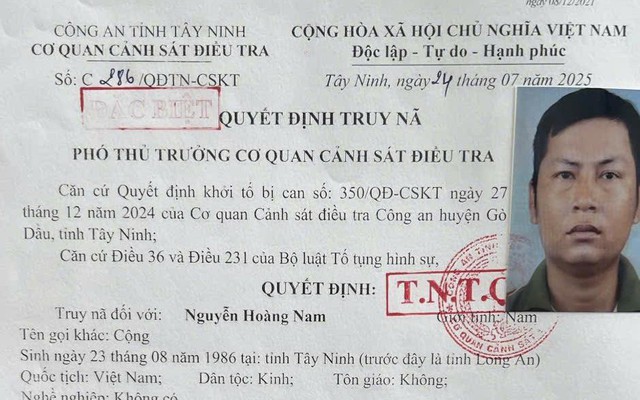 ngày 08/12/2021
CÔNG AN TỈNH TÂY NINH
CƠ QUAN CẢNH SÁT ĐIỀU TRA
Số: C 286/QĐTN-CSKT
CỘNG HÒA XÃ HỘI CHỦ NGHĨA VIỆT NAM
Độc lập - Tự do - Hạnh phúc
Tây Ninh, ngày 24 tháng 07 năm 2025
ĐẶC BIỆT
QUYẾT ĐỊNH TRUY NÃ
PHÓ THỦ TRƯỞNG CƠ QUAN CẢNH SÁT ĐIỀU TRA
Căn cứ Quyết định khởi tố bị can số: 350/QĐ-CSKT ngày 27
tháng 12 năm 2024 của Cơ quan Cảnh sát điều tra Công an huyện Gò
Dầu, tỉnh Tây Ninh;
Căn cứ Điều 36 và Điều 231 của Bộ luật Tố tụng hình sự,
QUYẾT ĐỊNH:
T.N.T.Q
Truy nã đối với: Nguyễn Hoàng Nam Giới tính: Nam
Tên gọi khác: Cộng
Sinh ngày 23 tháng 08 năm 1986 tại: tỉnh Tây Ninh (trước đây là tỉnh Long An)
Quốc tịch: Việt Nam; Dân tộc: Kinh; Tôn giáo: Không;
Nghề nghiệp: Không có